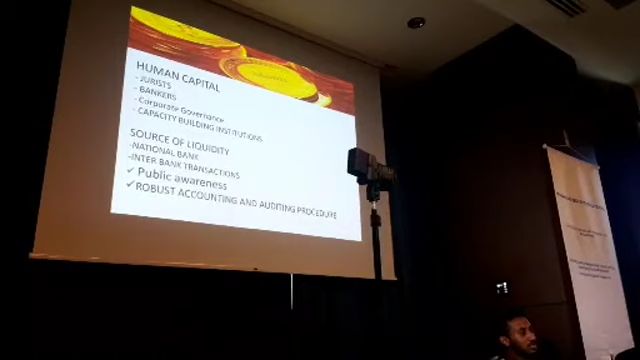 HUMAN CAPITAL
- JURISTS
- BANKERS
- Corporate Governance
- CAPACITY BUILDING INSTITUTIONS
SOURCE OF LIQUIDITY
-NATIONAL BANK
-INTER BANK TRANSACTIONS
✓ Public awareness
✓ROBUST ACCOUNTING AND AUDITING PROCEDURE